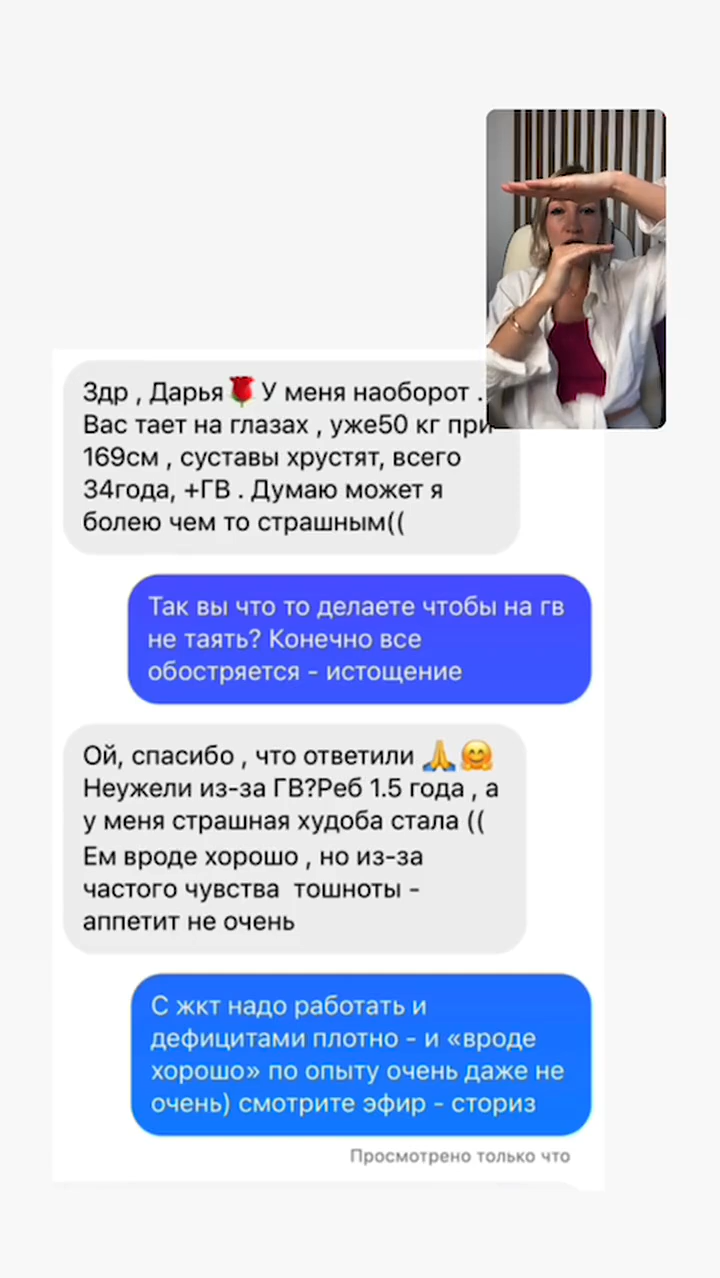 Здр , Дарья🌹 У меня наоборот .
Вас тает на глазах , уже50 кг при
169см , суставы хрустят, всего
34года, +ГВ . Думаю может я
болею чем то страшным((
Так вы что то делаете чтобы на гв
не таять? Конечно все
обостряется - истощение
Ой, спасибо , что ответили 🙏🤗
Неужели из-за ГВ?Реб 1.5 года , а
у меня страшная худоба стала ((
Ем вроде хорошо , но из-за
частого чувства  тошноты -
аппетит не очень
С жкт надо работать и
дефицитами плотно - и «вроде
хорошо» по опыту очень даже не
очень) смотрите эфир - сториз
Просмотрено только что